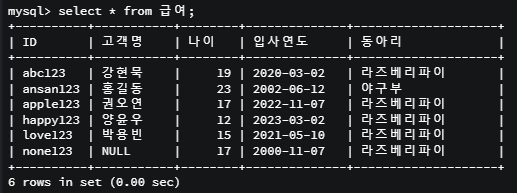 mysql> select * from 급여;
+----------+--------+------+------------+--------------+
| ID       | 고객명 | 나이 | 입사연도   | 동아리       |
+----------+--------+------+------------+--------------+
| abc123   | 강현묵 |   19 | 2020-03-02 | 라즈베리파이 |
| ansan123 | 홍길동 |   23 | 2002-06-12 | 야구부       |
| apple123 | 권오연 |   17 | 2022-11-07 | 라즈베리파이 |
| happy123 | 양윤우 |   12 | 2023-03-02 | 라즈베리파이 |
| love123  | 박용빈 |   15 | 2021-05-10 | 라즈베리파이 |
| none123  | NULL   |   17 | 2000-11-07 | 라즈베리파이 |
+----------+--------+------+------------+--------------+
6 rows in set (0.00 sec)